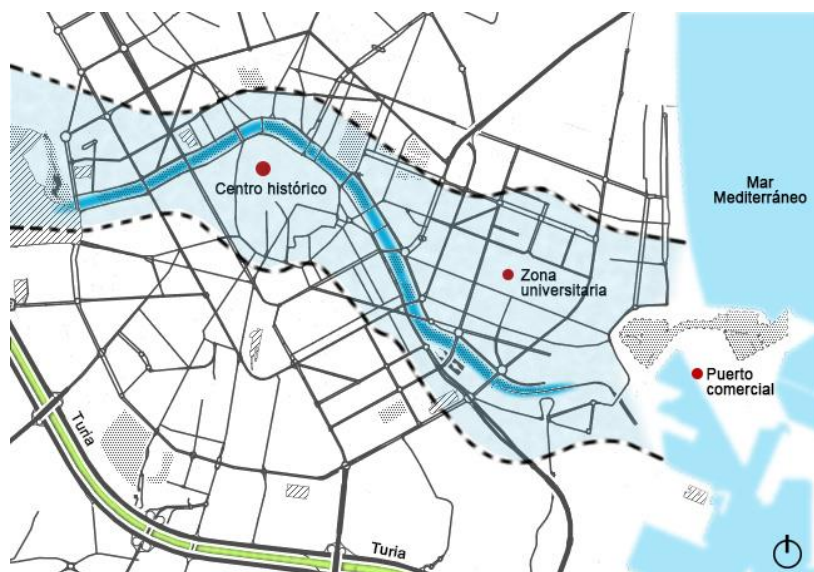 Mar
Mediterráneo
Centro histórico
Zona
universitaria
Puerto
comercial
Turia
Turia